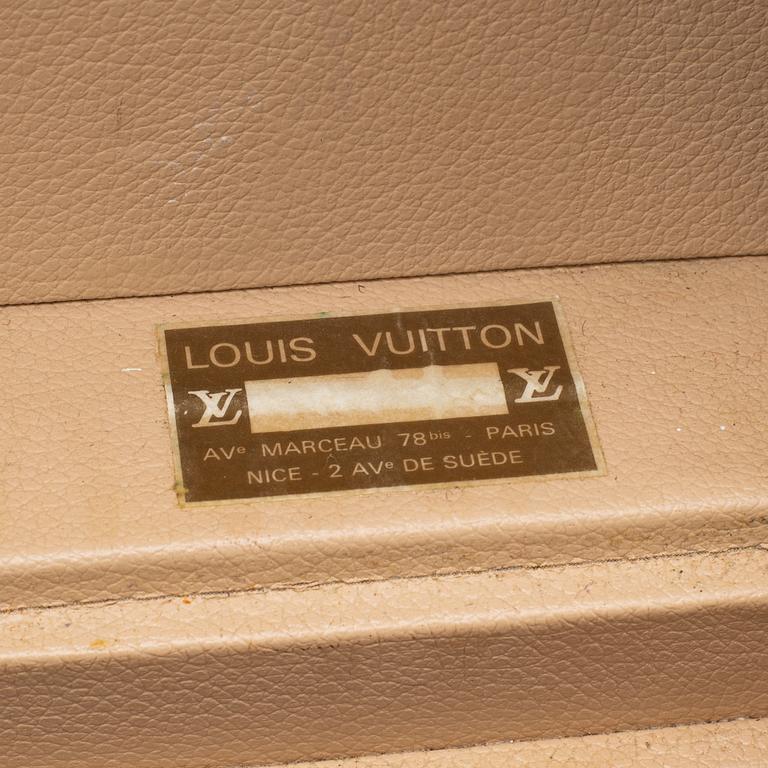 LOUIS VUITTON
LV LV
AVe MARCEAU 78bis - PARIS
NICE - 2 AVe DE SUÈDE